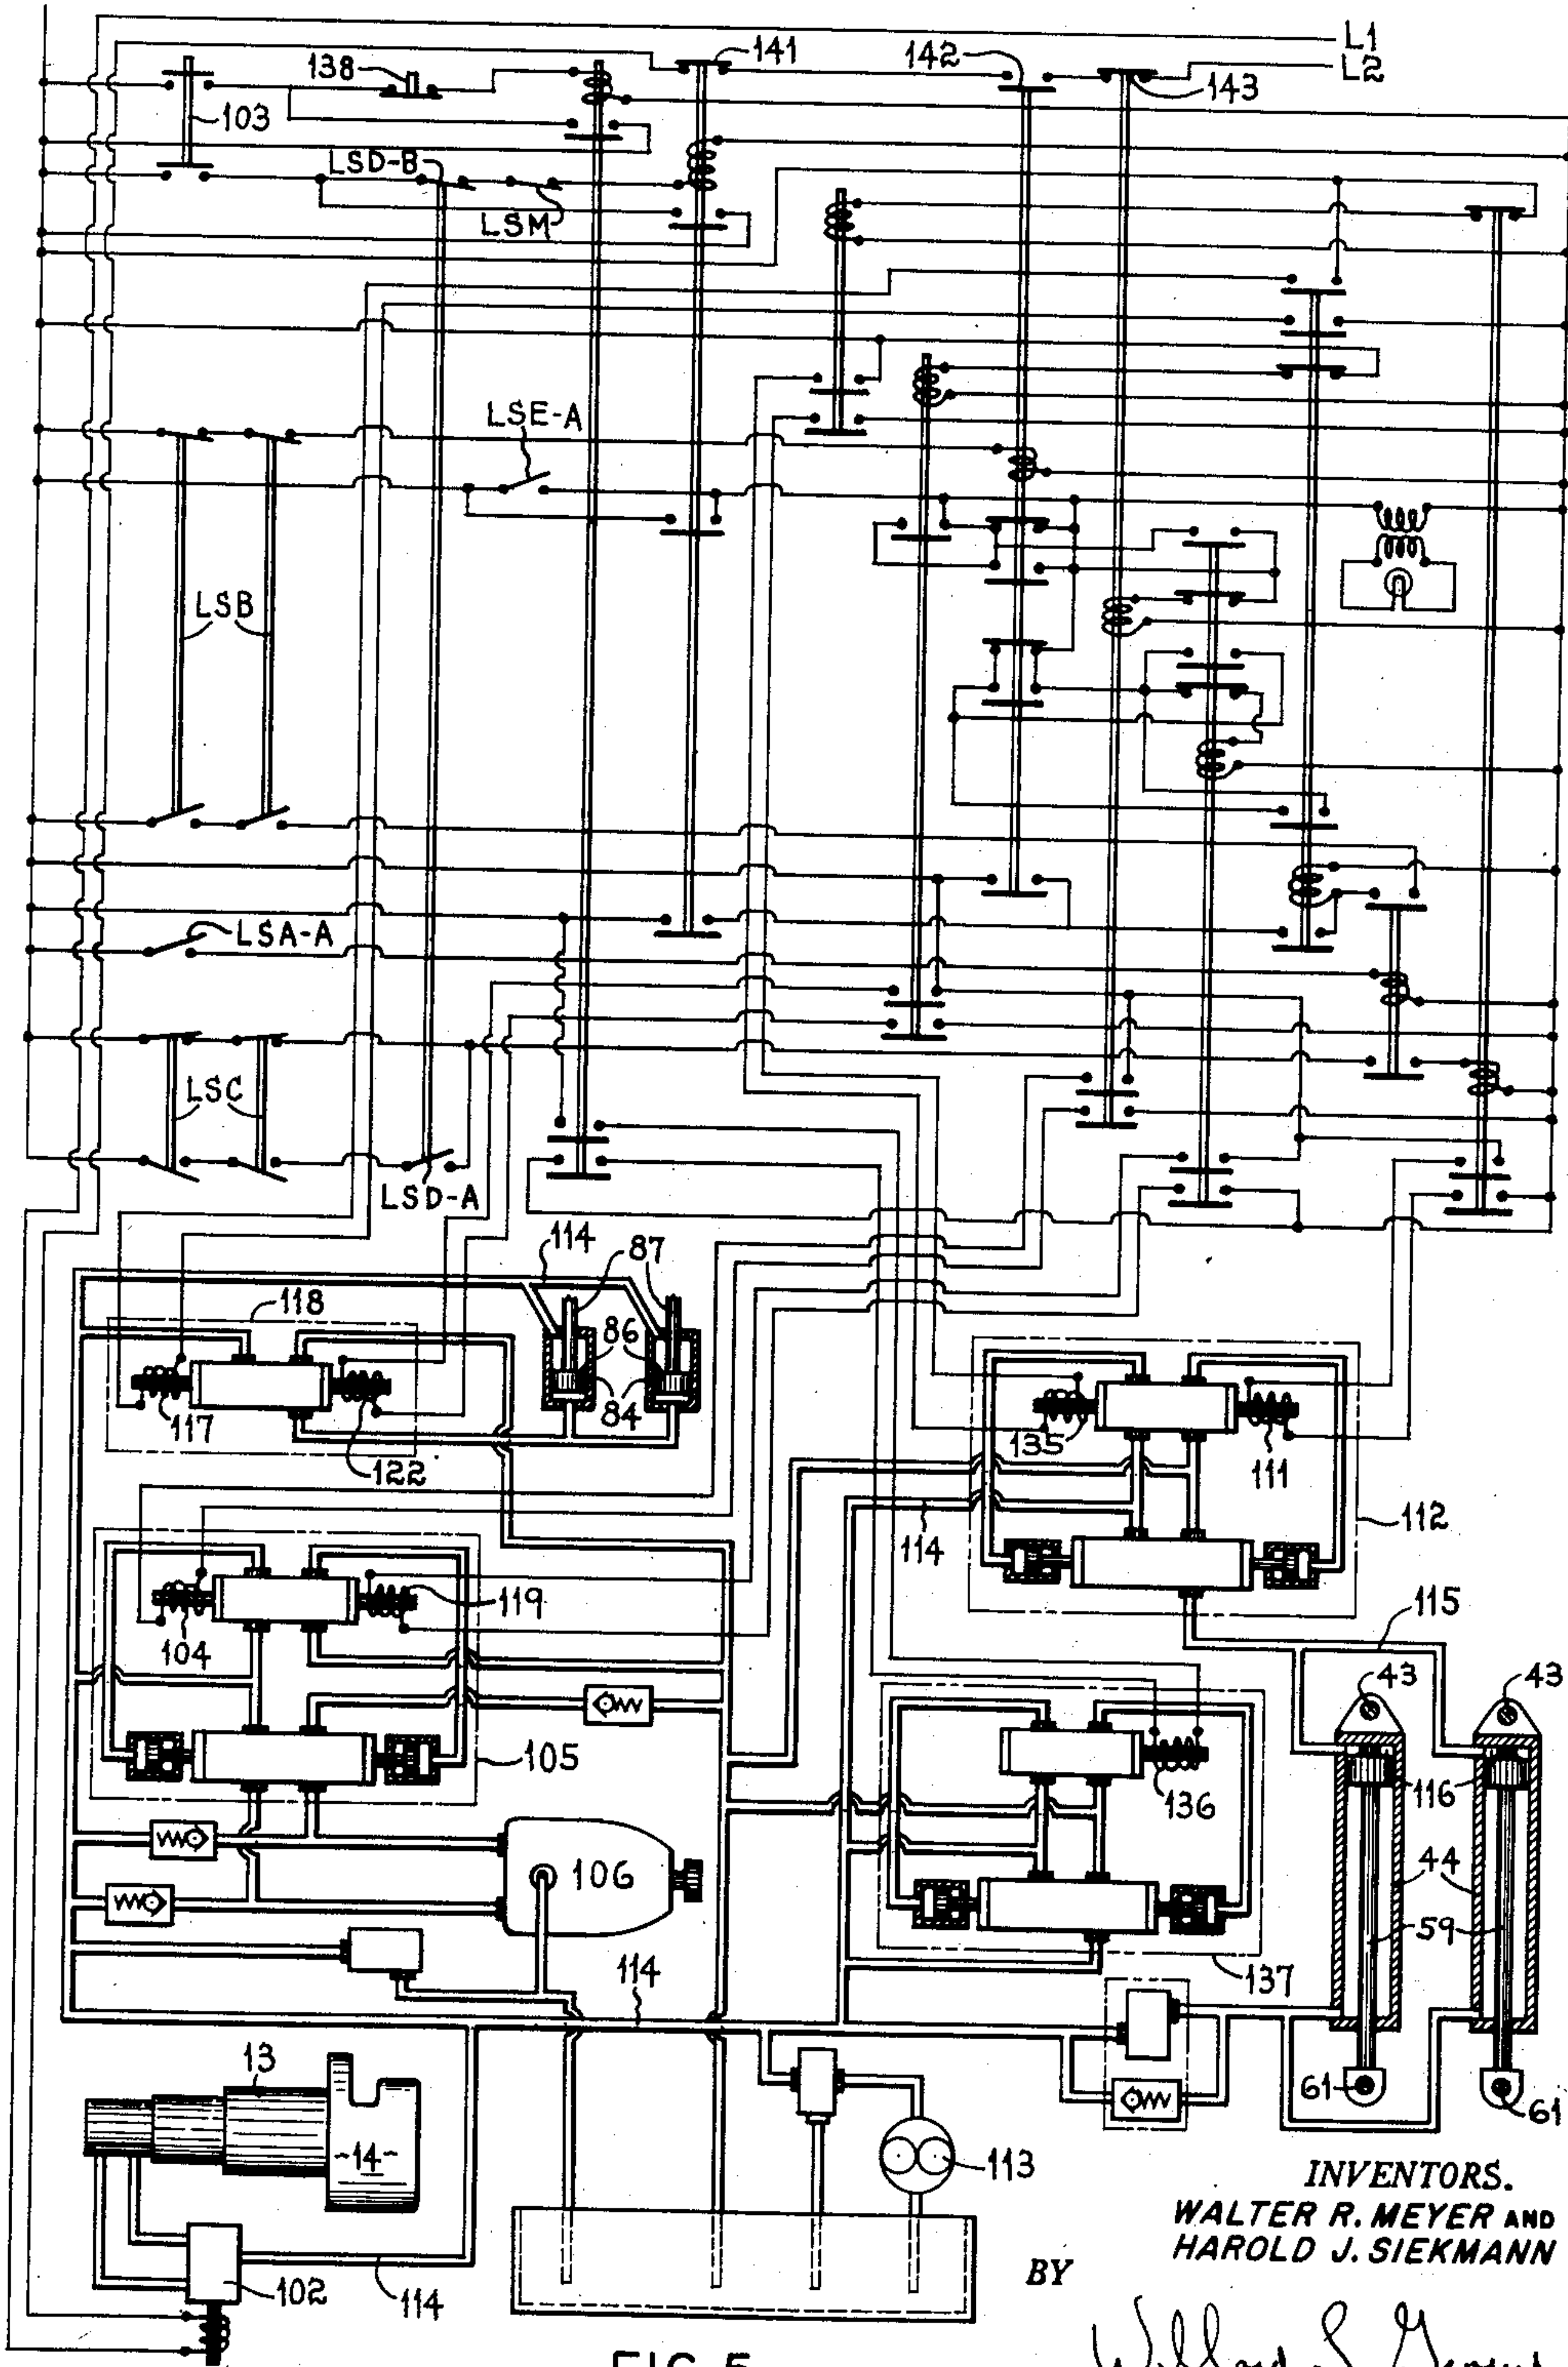 L1
141
142
L2
138
143
103
LSD-B
LSM
LSE-A
LSB
LSA-A
LSC
LSD-A
114
87
118
86
84
117
122
135
111
112
114
119
104
115
43
43
105
136
116
106
44
59
137
114
13
61
61
-14-
113
INVENTORS.
WALTER R. MEYER AND
HAROLD J. SIEKMANN
BY
102
114
FIG. 5